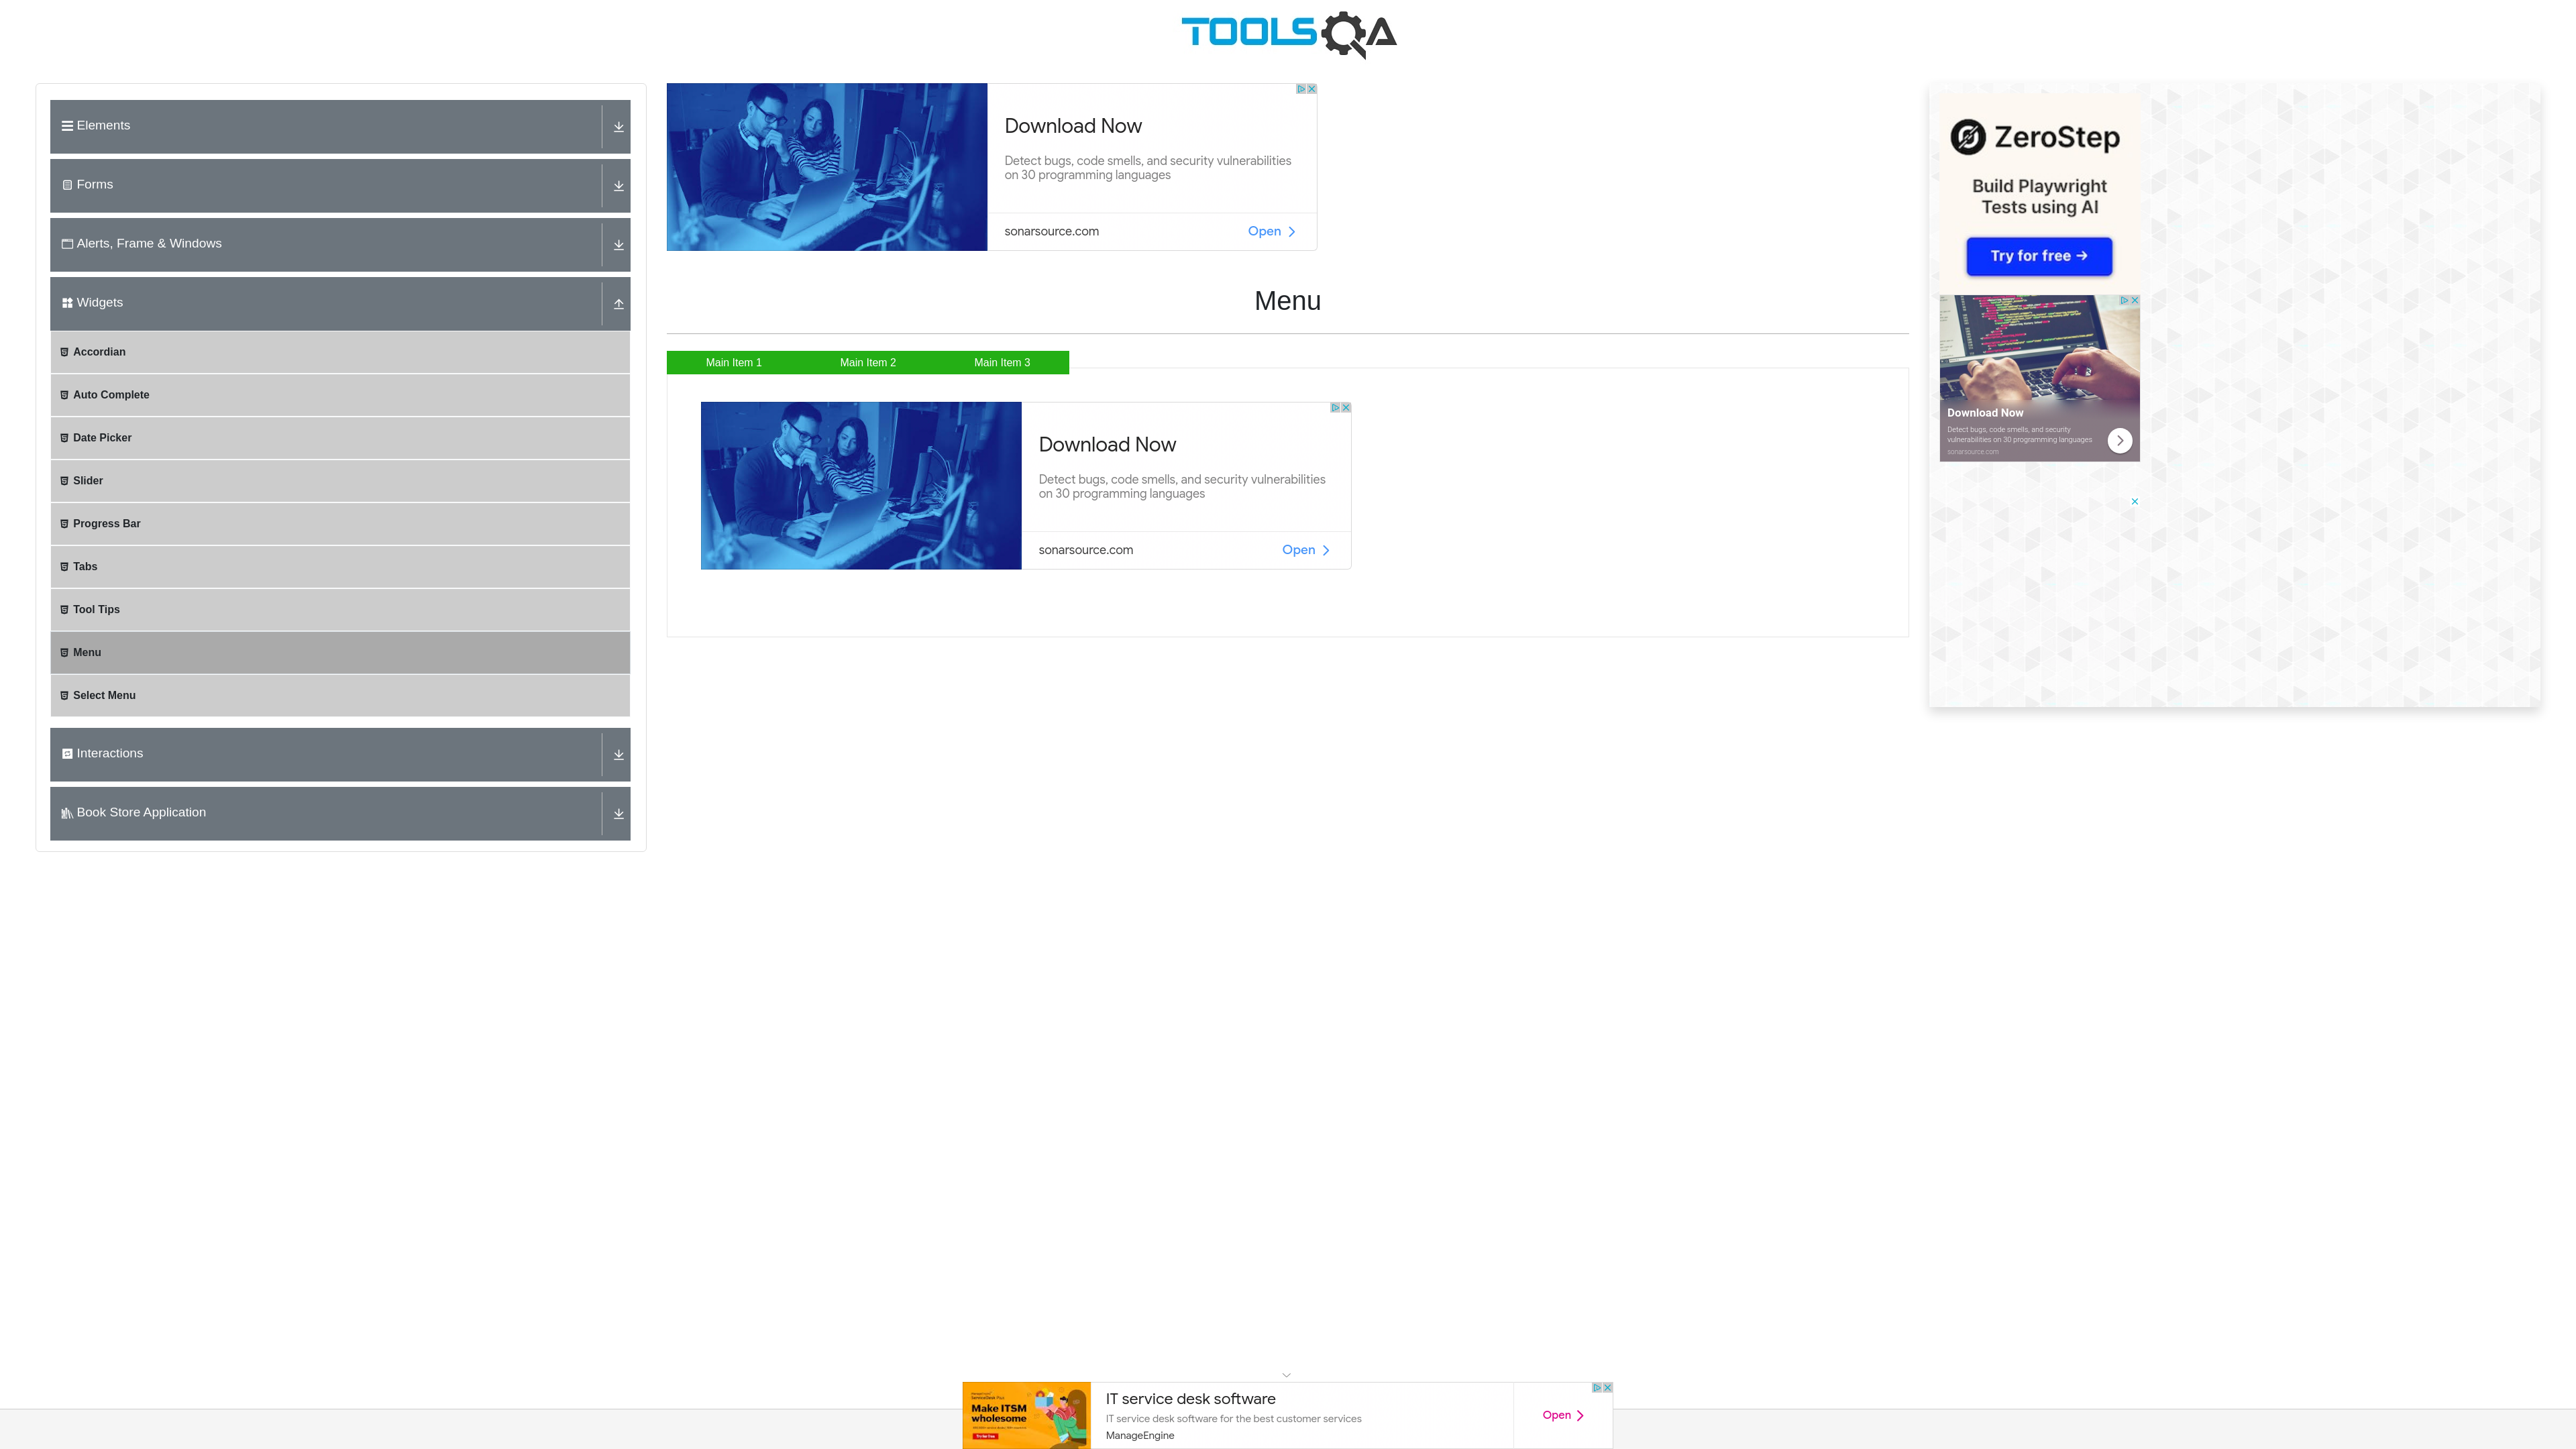 TOOLSQA
Elements
Forms
Alerts, Frame & Windows
Widgets
Accordian
Auto Complete
Date Picker
Slider
Progress Bar
Tabs
Tool Tips
Menu
Select Menu
Interactions
Book Store Application
Download Now
Detect bugs, code smells, and security vulnerabilities
on 30 programming languages
sonarsource.com
Open
Menu
Main Item 1
Main Item 2
Main Item 3
Download Now
Detect bugs, code smells, and security vulnerabilities
on 30 programming languages
sonarsource.com
Open
ZeroStep
Build Playwright
Tests using AI
Try for free →
Download Now
Detect bugs, code smells, and security
vulnerabilities on 30 programming languages
sonarsource.com
Make ITSM
wholesome
IT service desk software
IT service desk software for the best customer services
ManageEngine
Open